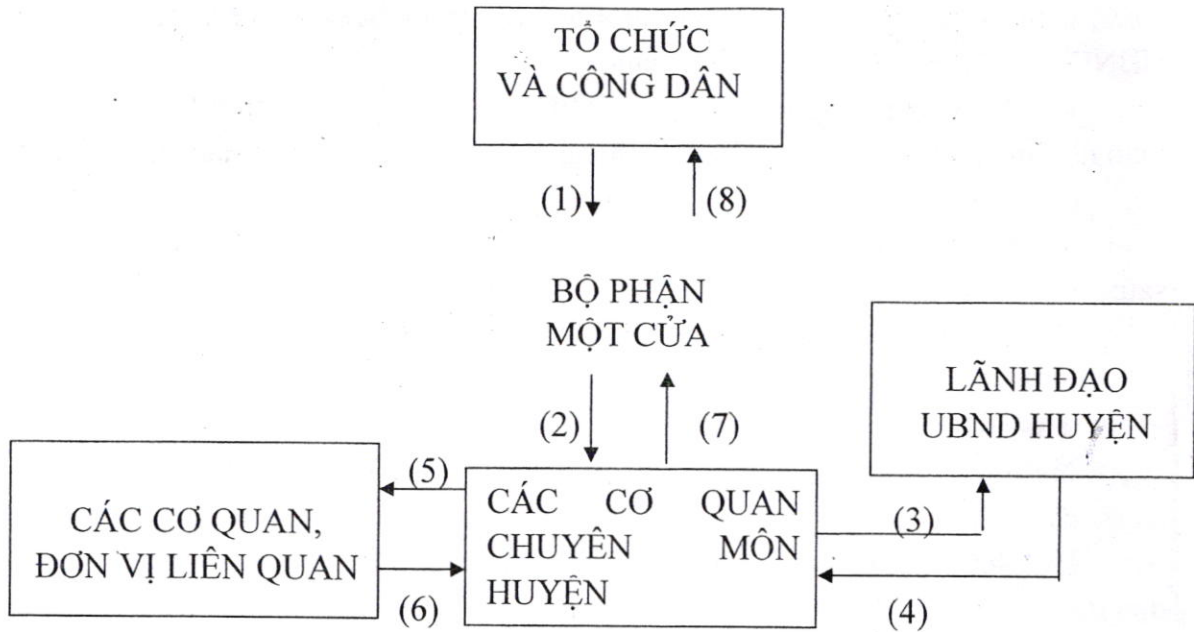 TỔ CHỨC
VÀ CÔNG DÂN
(1)
(8)
BỘ PHẬN
MỘT CỬA
LÃNH ĐẠO
UBND HUYỆN
(2)
(7)
(5)
CÁC CƠ QUAN,
ĐƠN VỊ LIÊN QUAN
CÁC CƠ QUAN
CHUYÊN MÔN
HUYỆN
(3)
(6)
(4)